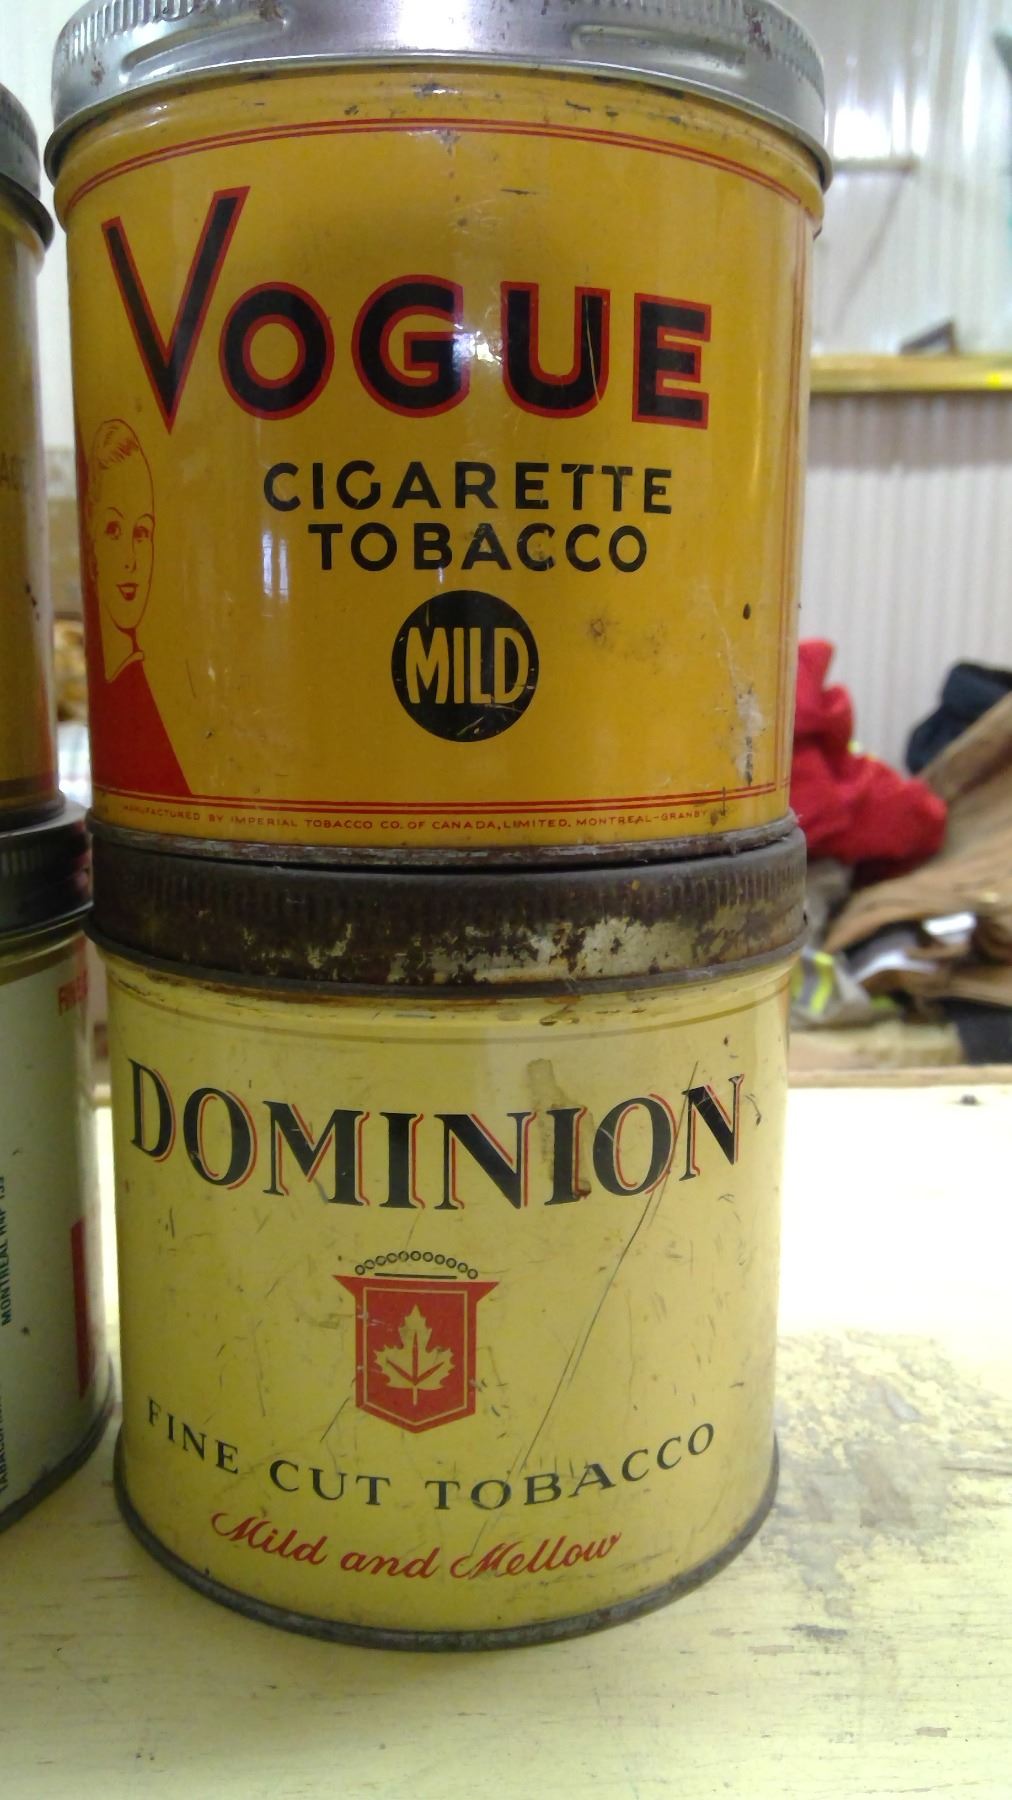 VOGUE
CIGARETTE
TOBACCO
MILD
MANUFACTURED BY IMPERIAL TOBACCO CO. OF CANADA, LIMITED. MONTREAL-GRANBY
DOMINION
FINE CUT TOBACCO
Mild and Mellow
MONTREAL